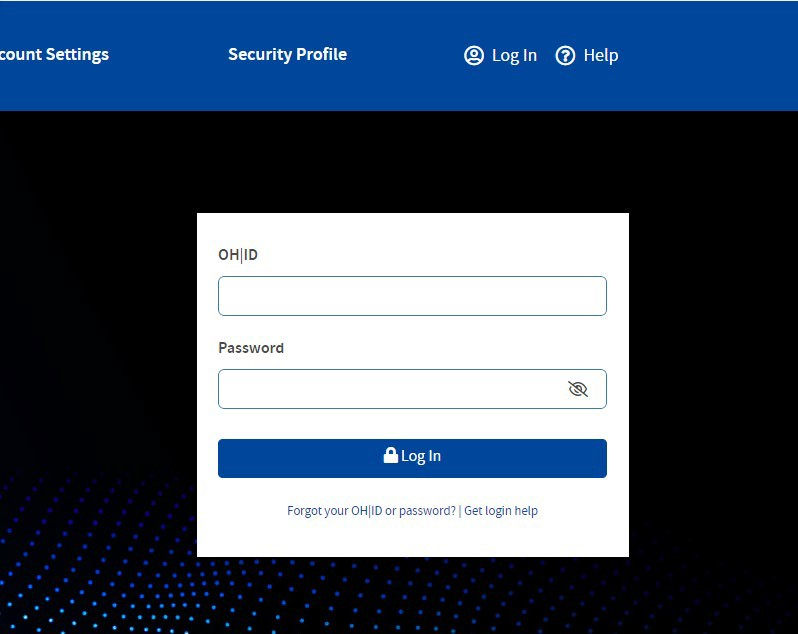 count Settings
Security Profile
Log In
Help
OH|ID
Password
Log In
Forgot your OH|ID or password? | Get login help